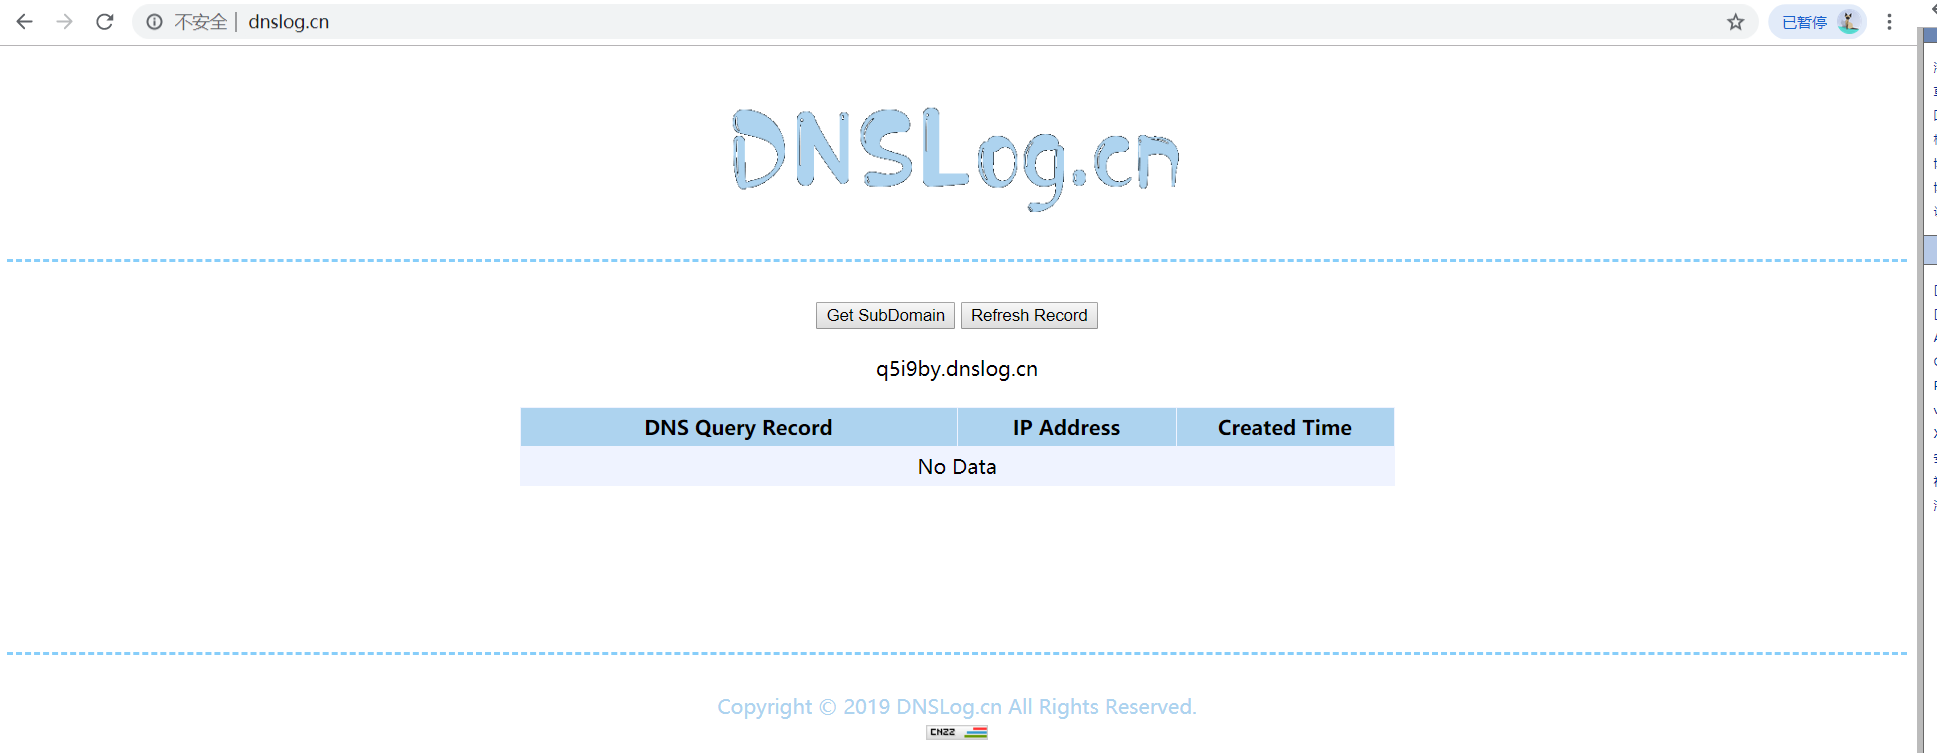 不安全 | dnslog.cn
已暂停
DNSLog.cn
Get SubDomain Refresh Record
q5i9by.dnslog.cn
DNS Query Record IP Address Created Time
No Data
Copyright © 2019 DNSLog.cn All Rights Reserved.
CNZZ